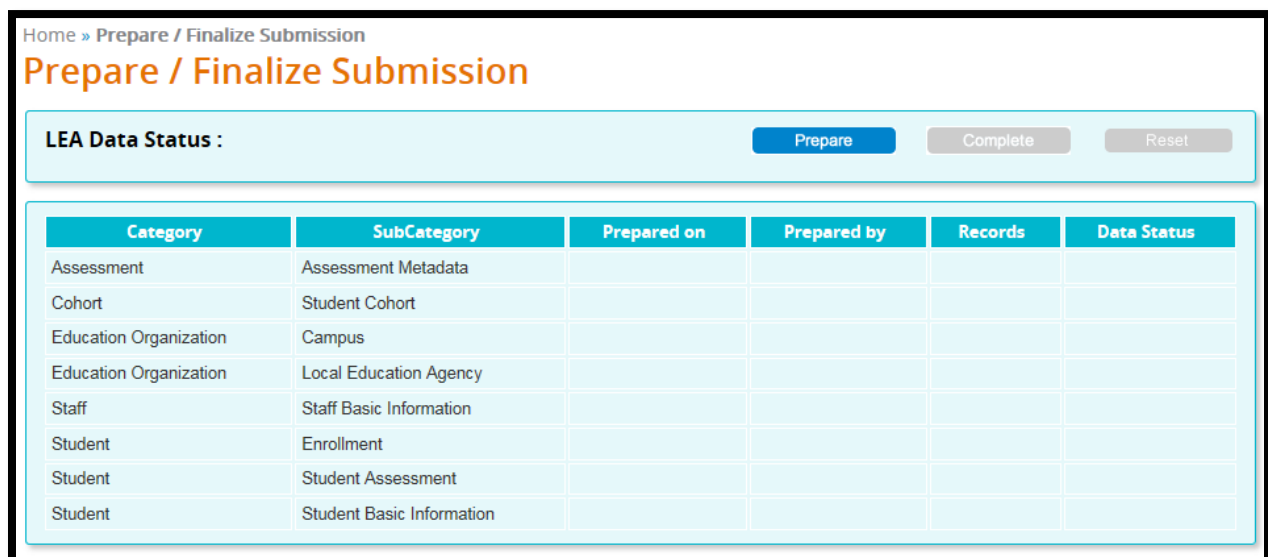 Home » Prepare / Finalize Submission
Prepare / Finalize Submission
LEA Data Status : Prepare Complete Reset
Category SubCategory Prepared on Prepared by Records Data Status
Assessment Assessment Metadata
Cohort Student Cohort
Education Organization Campus
Education Organization Local Education Agency
Staff Staff Basic Information
Student Enrollment
Student Student Assessment
Student Student Basic Information